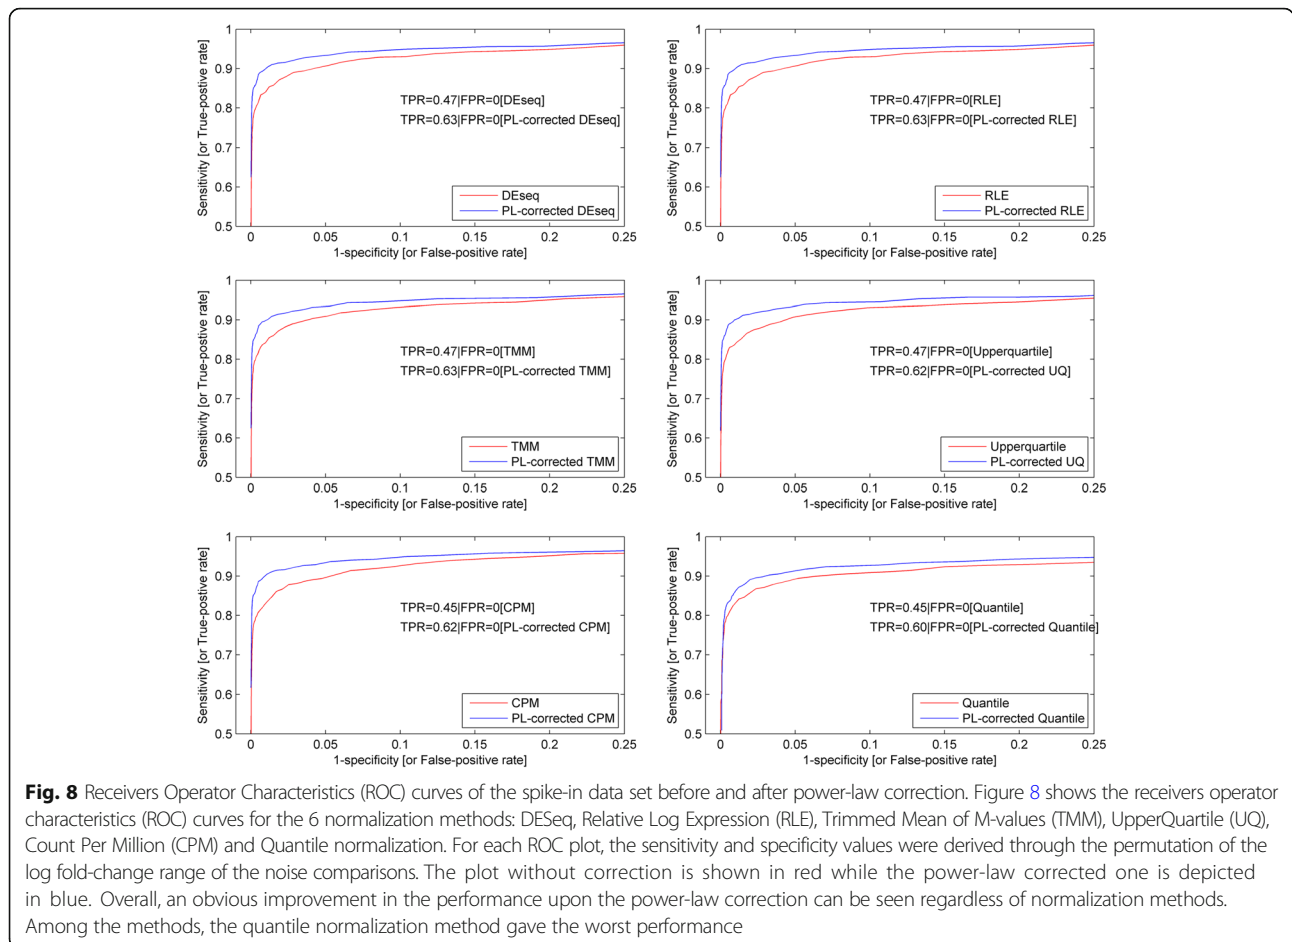 Sensitivity [or True-postive rate]
1
0.9
0.8
0.7
0.6
0.5
TPR=0.47|FPR=0[DEseq]
TPR=0.63|FPR=0[PL-corrected DEseq]
DEseq
PL-corrected DEseq
0 0.05 0.1 0.15 0.2 0.25
1-specificity [or False-positive rate]
Sensitivity [or True-postive rate]
1
0.9
0.8
0.7
0.6
0.5
TPR=0.47|FPR=0[RLE]
TPR=0.63|FPR=0[PL-corrected RLE]
RLE
PL-corrected RLE
0 0.05 0.1 0.15 0.2 0.25
1-specificity [or False-positive rate]
Sensitivity [or True-postive rate]
1
0.9
0.8
0.7
0.6
0.5
TPR=0.47|FPR=0[TMM]
TPR=0.63|FPR=0[PL-corrected TMM]
TMM
PL-corrected TMM
0 0.05 0.1 0.15 0.2 0.25
1-specificity [or False-positive rate]
Sensitivity [or True-postive rate]
1
0.9
0.8
0.7
0.6
0.5
TPR=0.47|FPR=0[Upperquartile]
TPR=0.62|FPR=0[PL-corrected UQ]
Upperquartile
PL-corrected UQ
0 0.05 0.1 0.15 0.2 0.25
1-specificity [or False-positive rate]
Sensitivity [or True-postive rate]
1
0.9
0.8
0.7
0.6
0.5
TPR=0.45|FPR=0[CPM]
TPR=0.62|FPR=0[PL-corrected CPM]
CPM
PL-corrected CPM
0 0.05 0.1 0.15 0.2 0.25
1-specificity [or False-positive rate]
Sensitivity [or True-postive rate]
1
0.9
0.8
0.7
0.6
0.5
TPR=0.45|FPR=0[Quantile]
TPR=0.60|FPR=0[PL-corrected Quantile]
Quantile
PL-corrected Quantile
0 0.05 0.1 0.15 0.2 0.25
1-specificity [or False-positive rate]
Fig. 8 Receivers Operator Characteristics (ROC) curves of the spike-in data set before and after power-law correction. Figure 8 shows the receivers operator
characteristics (ROC) curves for the 6 normalization methods: DESeq, Relative Log Expression (RLE), Trimmed Mean of M-values (TMM), UpperQuartile (UQ),
Count Per Million (CPM) and Quantile normalization. For each ROC plot, the sensitivity and specificity values were derived through the permutation of the
log fold-change range of the noise comparisons. The plot without correction is shown in red while the power-law corrected one is depicted
in blue. Overall, an obvious improvement in the performance upon the power-law correction can be seen regardless of normalization methods.
Among the methods, the quantile normalization method gave the worst performance